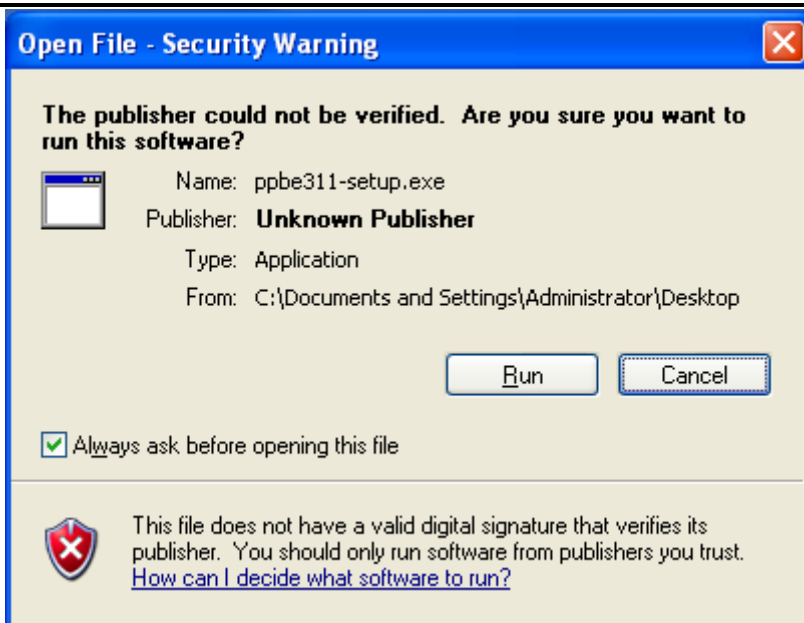 Open File - Security Warning
The publisher could not be verified. Are you sure you want to
run this software?
Name: ppbe311-setup.exe
Publisher: Unknown Publisher
Type: Application
From: C:\Documents and Settings\Administrator\Desktop
Run Cancel
Always ask before opening this file
This file does not have a valid digital signature that verifies its
publisher. You should only run software from publishers you trust.
How can I decide what software to run?